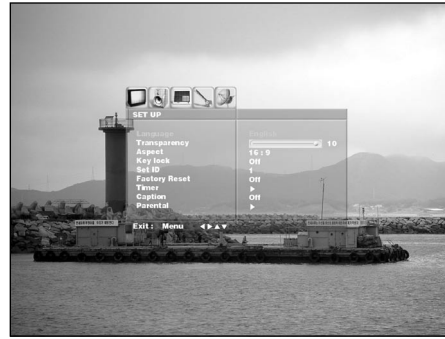 SET UP
Language English
Transparency 10
Aspect 16 : 9
Key lock Off
Set ID 1
Factory Reset Off
Timer ▶
Caption Off
Parental ▶
Exit : Menu ◀▶▲▼